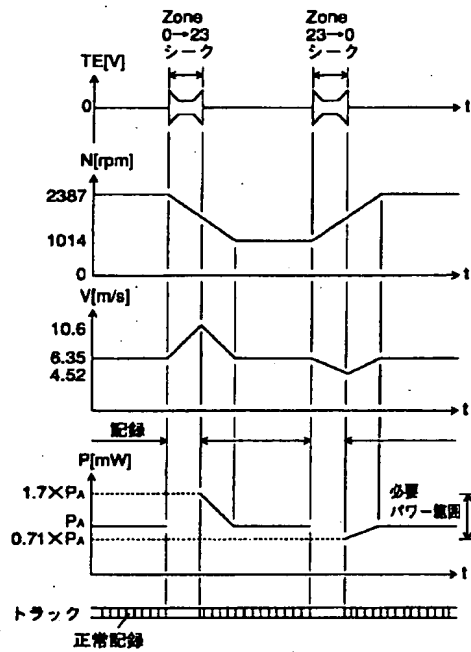 Zone
0→23
シーク
Zone
23→0
シーク
TE[V]
0
t
N[rpm]
2387
1014
0
t
V[m/s]
10.6
6.35
4.52
t
記録
P[mW]
1.7×PA
PA
0.71×PA
必要
パワー範囲
t
トラック
正常記録